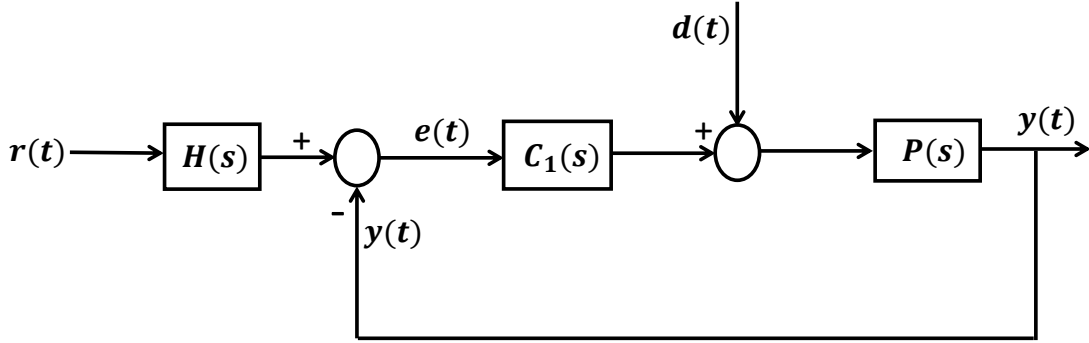 d(t)
r(t) H(s) + e(t) C₁(s) + P(s) y(t)
- y(t)